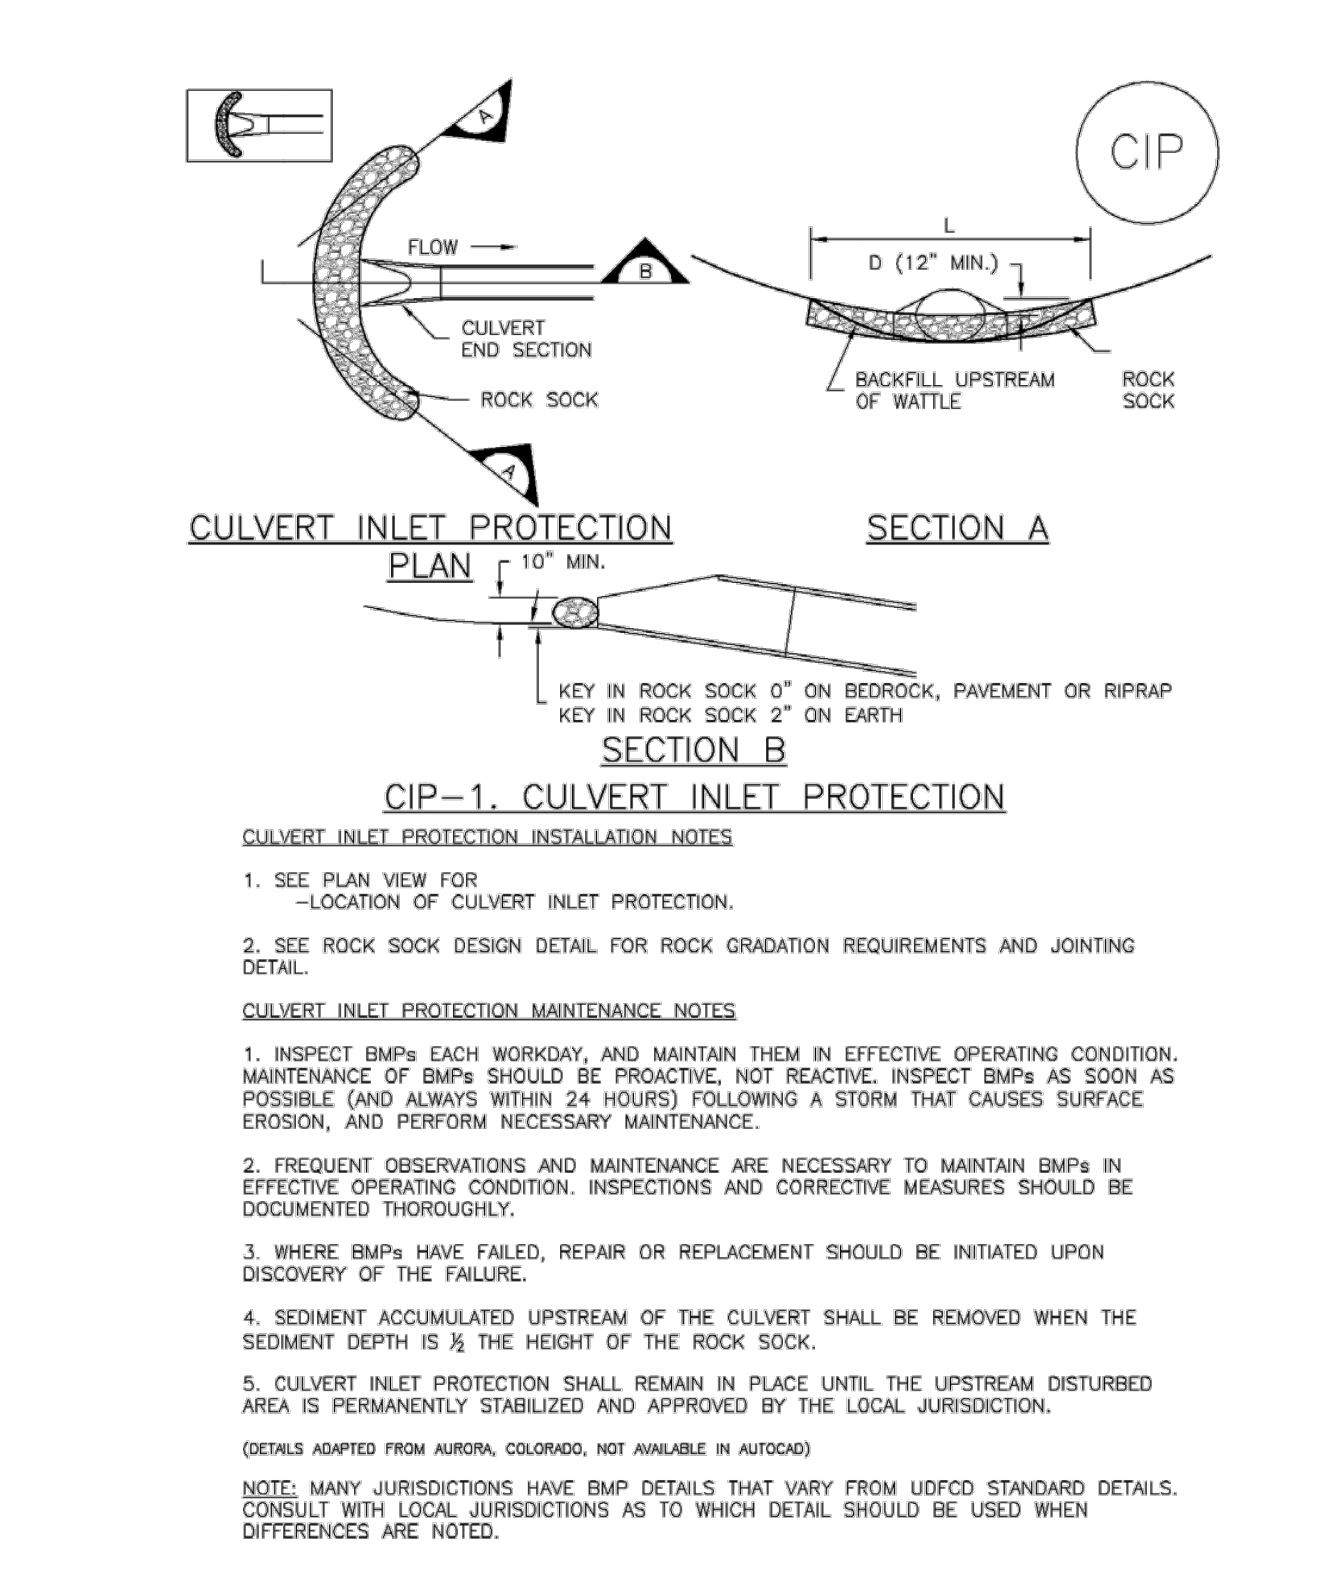 A
CIP
FLOW
B
CULVERT
END SECTION
ROCK SOCK
A
L
D (12" MIN.)
BACKFILL UPSTREAM
OF WATTLE
ROCK
SOCK
CULVERT INLET PROTECTION
PLAN
SECTION A
10" MIN.
KEY IN ROCK SOCK 0" ON BEDROCK, PAVEMENT OR RIPRAP
KEY IN ROCK SOCK 2" ON EARTH
SECTION B
CIP-1. CULVERT INLET PROTECTION
CULVERT INLET PROTECTION INSTALLATION NOTES
1. SEE PLAN VIEW FOR
-LOCATION OF CULVERT INLET PROTECTION.
2. SEE ROCK SOCK DESIGN DETAIL FOR ROCK GRADATION REQUIREMENTS AND JOINTING
DETAIL.
CULVERT INLET PROTECTION MAINTENANCE NOTES
1. INSPECT BMPs EACH WORKDAY, AND MAINTAIN THEM IN EFFECTIVE OPERATING CONDITION.
MAINTENANCE OF BMPs SHOULD BE PROACTIVE, NOT REACTIVE. INSPECT BMPs AS SOON AS
POSSIBLE (AND ALWAYS WITHIN 24 HOURS) FOLLOWING A STORM THAT CAUSES SURFACE
EROSION, AND PERFORM NECESSARY MAINTENANCE.
2. FREQUENT OBSERVATIONS AND MAINTENANCE ARE NECESSARY TO MAINTAIN BMPs IN
EFFECTIVE OPERATING CONDITION. INSPECTIONS AND CORRECTIVE MEASURES SHOULD BE
DOCUMENTED THOROUGHLY.
3. WHERE BMPs HAVE FAILED, REPAIR OR REPLACEMENT SHOULD BE INITIATED UPON
DISCOVERY OF THE FAILURE.
4. SEDIMENT ACCUMULATED UPSTREAM OF THE CULVERT SHALL BE REMOVED WHEN THE
SEDIMENT DEPTH IS ½ THE HEIGHT OF THE ROCK SOCK.
5. CULVERT INLET PROTECTION SHALL REMAIN IN PLACE UNTIL THE UPSTREAM DISTURBED
AREA IS PERMANENTLY STABILIZED AND APPROVED BY THE LOCAL JURISDICTION.
(DETAILS ADAPTED FROM AURORA, COLORADO, NOT AVAILABLE IN AUTOCAD)
NOTE: MANY JURISDICTIONS HAVE BMP DETAILS THAT VARY FROM UDFCD STANDARD DETAILS.
CONSULT WITH LOCAL JURISDICTIONS AS TO WHICH DETAIL SHOULD BE USED WHEN
DIFFERENCES ARE NOTED.